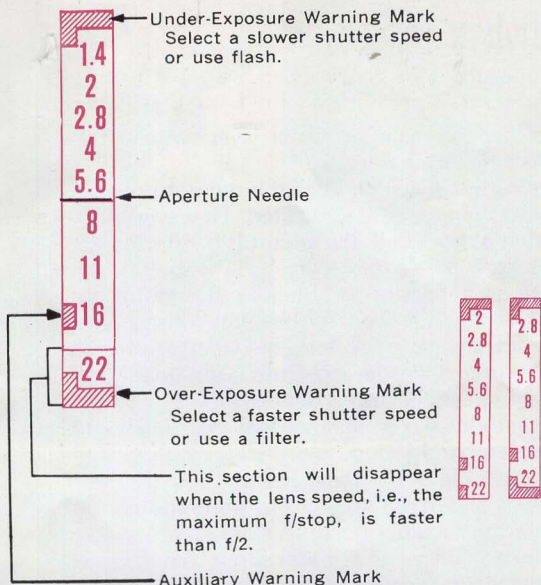 Under-Exposure Warning Mark
Select a slower shutter speed
or use flash.
1.4
2
2.8
4
5.6
Aperture Needle
8
11
16
22
Over-Exposure Warning Mark
Select a faster shutter speed
or use a filter.
This section will disappear
when the lens speed, i.e., the
maximum f/stop, is faster
than f/2.
Auxiliary Warning Mark
2
2.8
4
5.6
8
11
16
22
2.8
4
5.6
8
11
16
22